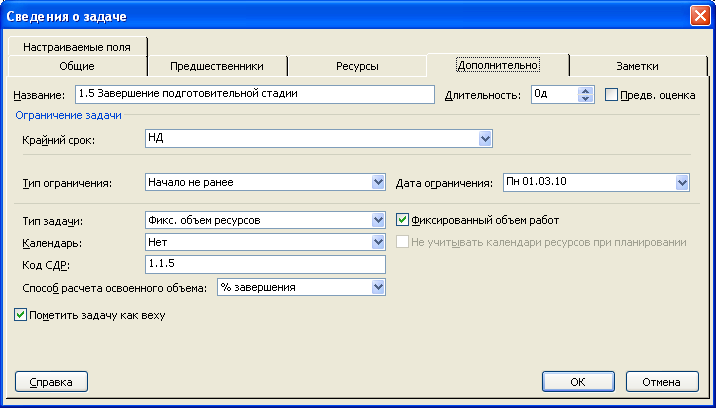 Сведения о задаче
Настраиваемые поля
Общие Предшественники Ресурсы Дополнительно Заметки
Название: 1.5 Завершение подготовительной стадии Длительность: 0д Предв. оценка
Ограничение задачи
Крайний срок: НД
Тип ограничения: Начало не ранее Дата ограничения: Пн 01.03.10
Тип задачи: Фикс. объем ресурсов Фиксированный объем работ
Календарь: Нет Не учитывать календари ресурсов при планировании
Код СДР: 1.1.5
Способ расчета освоенного объема: % завершения
Пометить задачу как веху
Справка ОК Отмена